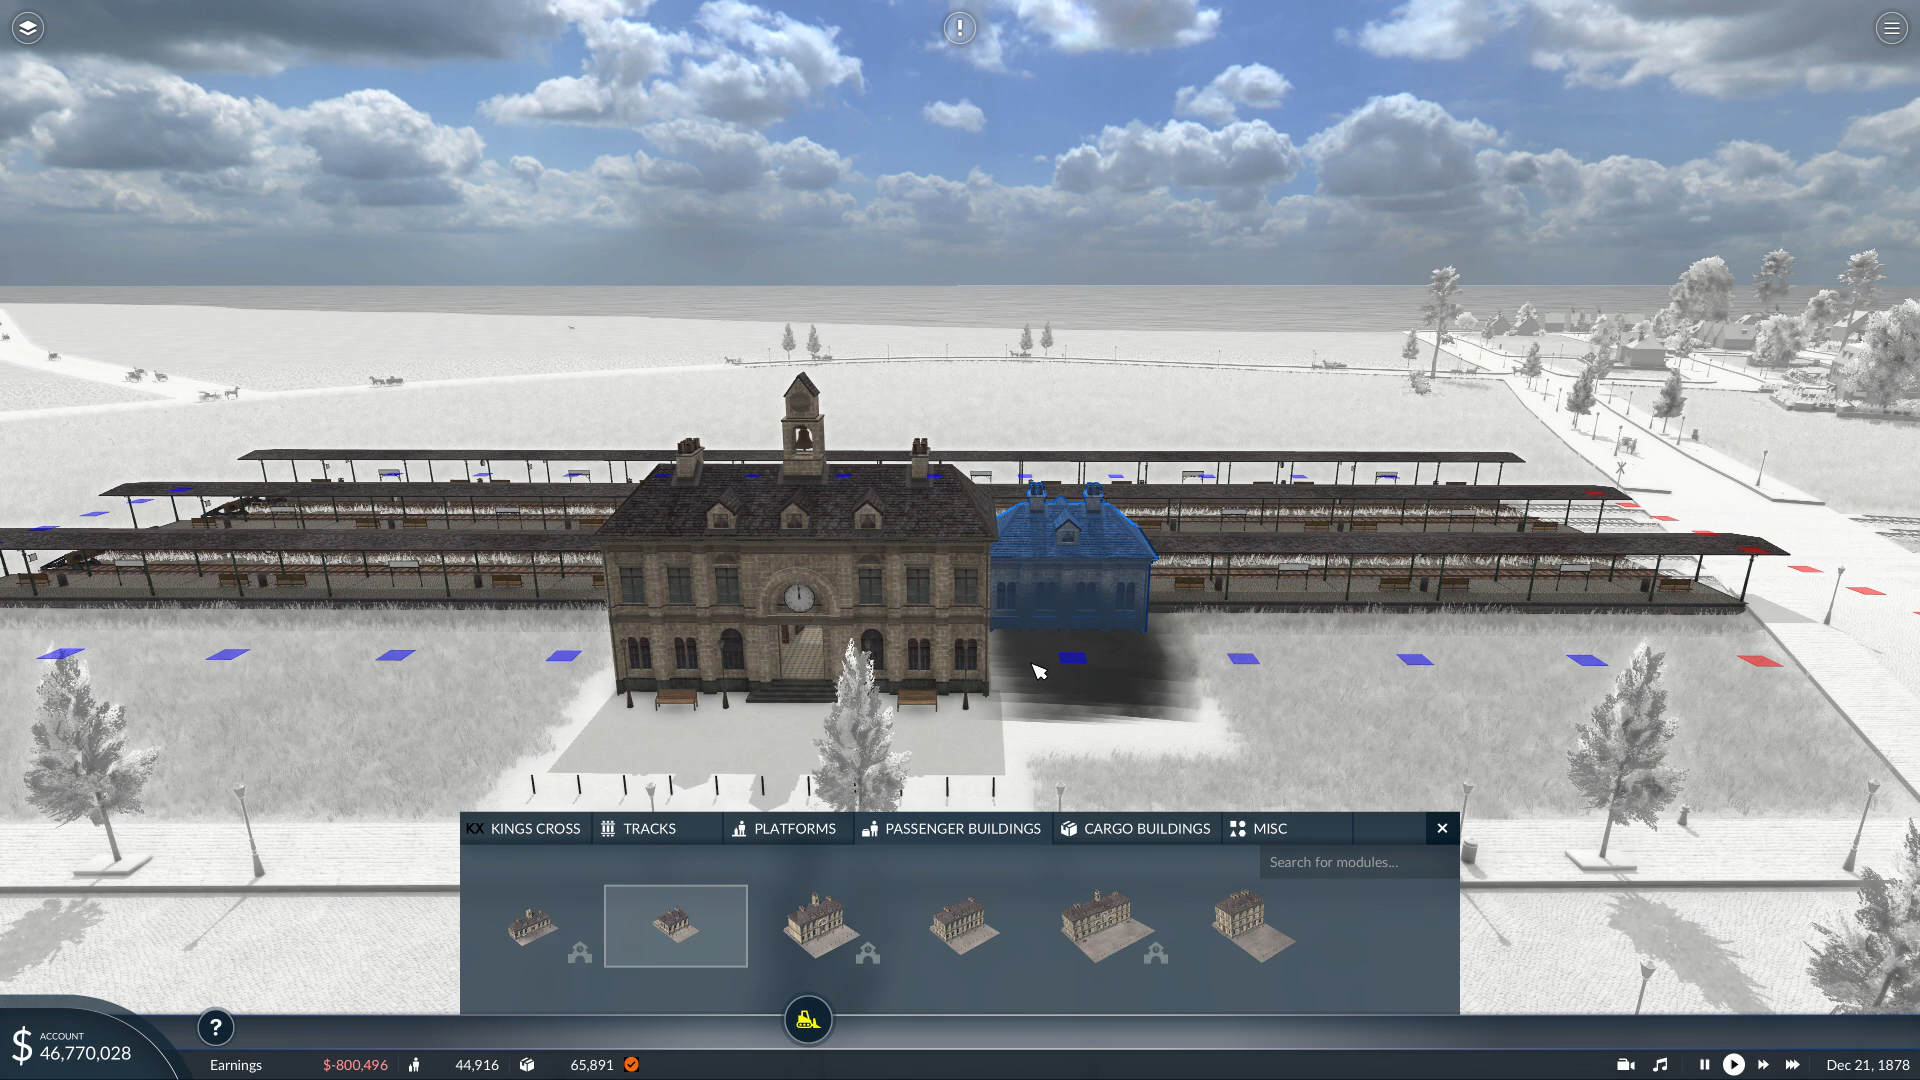 KX KINGS CROSS
TRACKS
PLATFORMS
PASSENGER BUILDINGS
CARGO BUILDINGS
MISC
Search for modules...
?
$ ACCOUNT
46,770,028
Earnings $-800,496 44,916 65,891 Dec 21, 1878